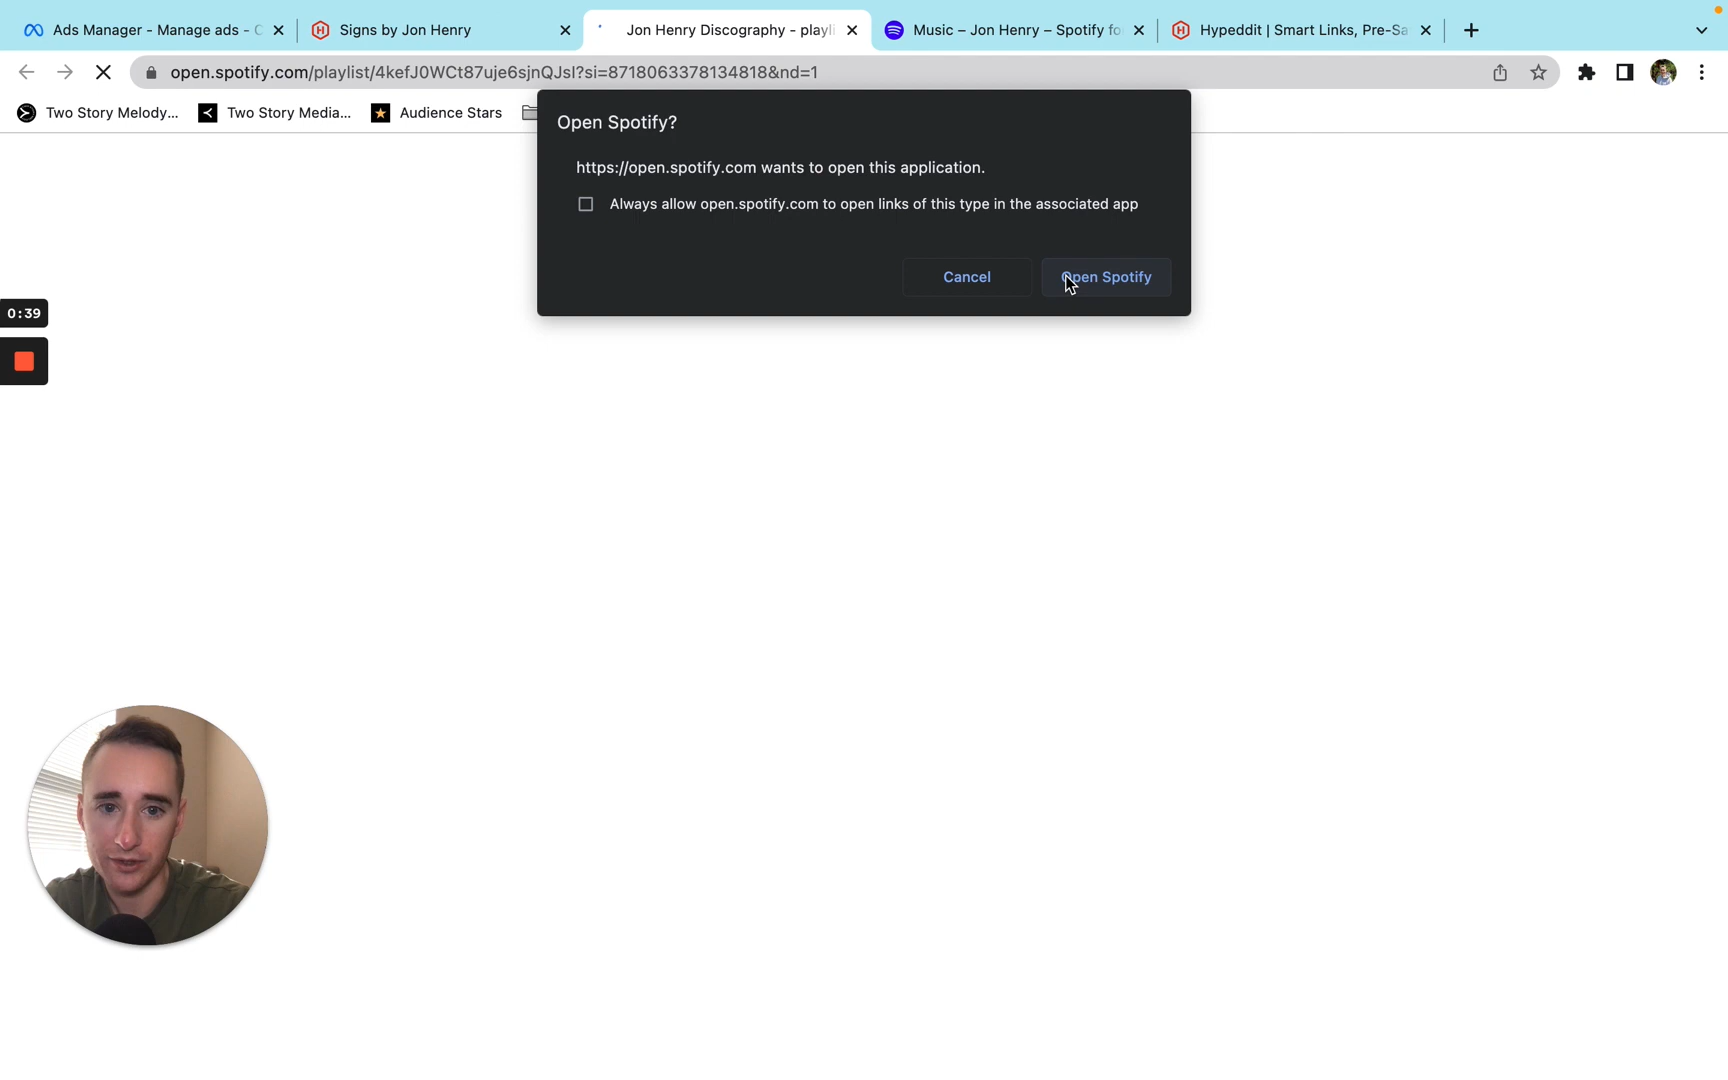 Ads Manager - Manage ads - C
Signs by Jon Henry
Jon Henry Discography - playli
Music – Jon Henry – Spotify fo
Hypeddit | Smart Links, Pre-Sa
open.spotify.com/playlist/4kefJ0WCt87uje6sjnQJsI?si=8718063378134818&nd=1
Two Story Melody...
Two Story Media...
Audience Stars
Open Spotify?
https://open.spotify.com wants to open this application.
Always allow open.spotify.com to open links of this type in the associated app
Cancel
Open Spotify
0:39